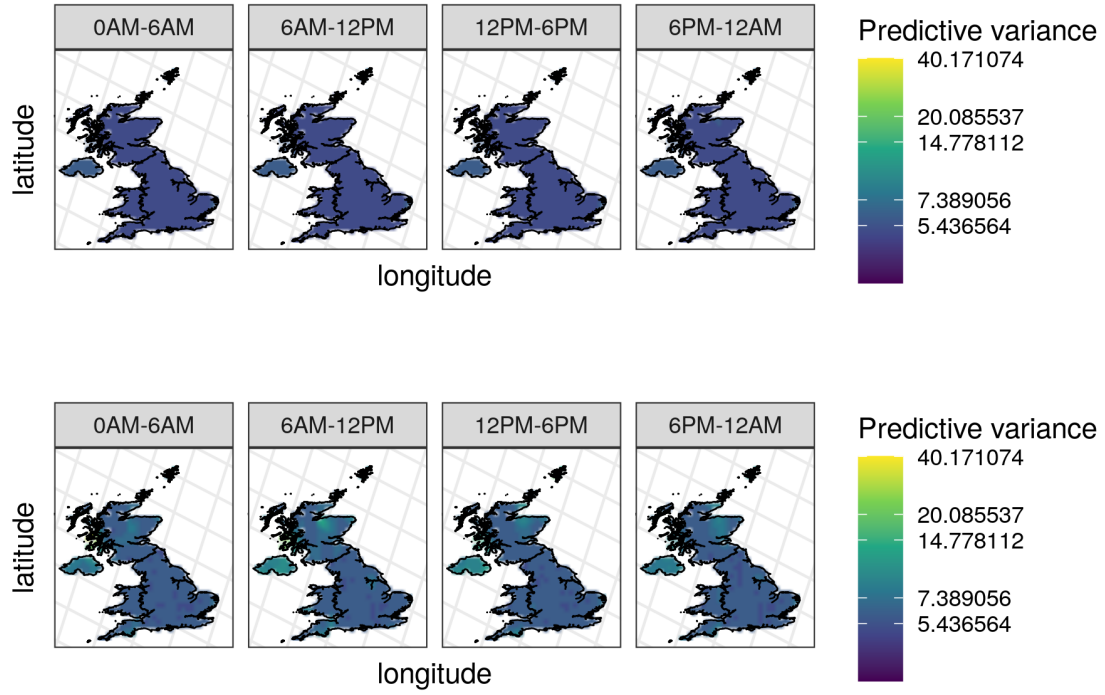 0AM-6AM 6AM-12PM 12PM-6PM 6PM-12AM
Predictive variance
40.171074
20.085537
14.778112
7.389056
5.436564
latitude
longitude
0AM-6AM 6AM-12PM 12PM-6PM 6PM-12AM
Predictive variance
40.171074
20.085537
14.778112
7.389056
5.436564
latitude
longitude